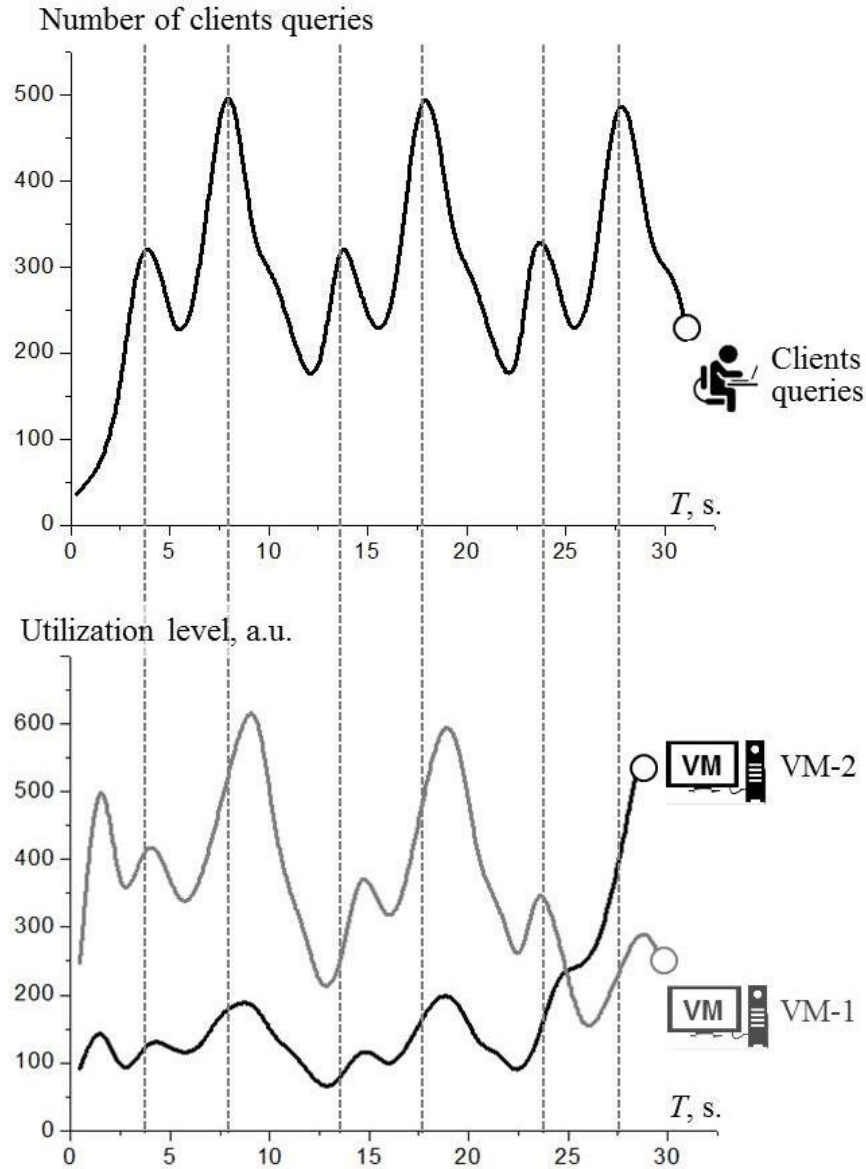 Number of clients queries
500
400
300
200
100
0
Clients
queries
T, s.
0 5 10 15 20 25 30
Utilization level, a.u.
600
500
400
300
200
100
0
VM VM-2
VM VM-1
T, s.
0 5 10 15 20 25 30